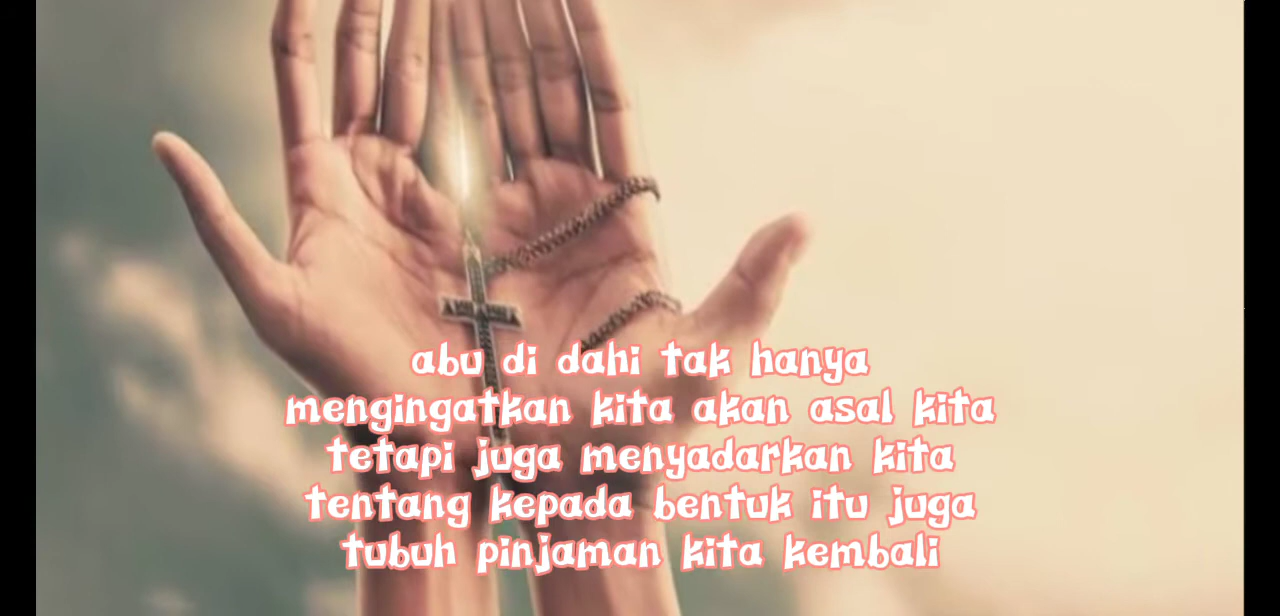 abu di dahi tak hanya
mengingatkan kita akan asal kita
tetapi juga menyadarkan kita
tentang kepada bentuk itu juga
tubuh pinjaman kita kembali